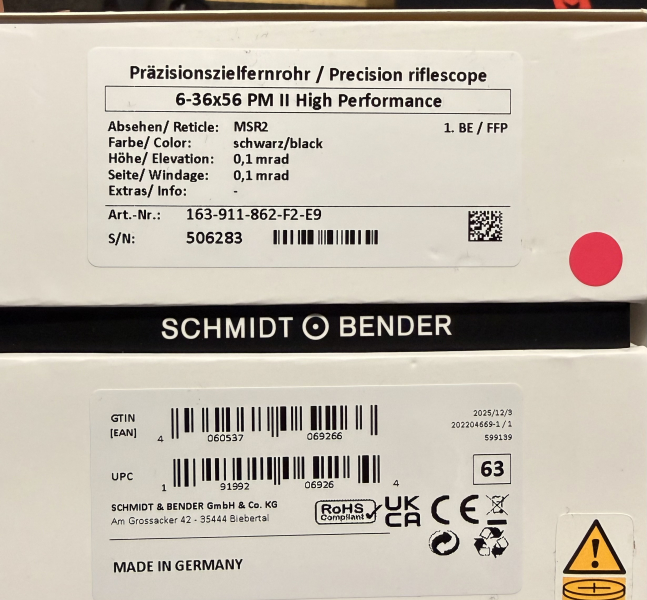 Präzisionszielfernrohr / Precision riflescope
6-36x56 PM II High Performance
Absehen/ Reticle: MSR2 1. BE / FFP
Farbe/ Color: schwarz/black
Höhe/ Elevation: 0,1 mrad
Seite/ Windage: 0,1 mrad
Extras/ Info: -
Art.-Nr.: 163-911-862-F2-E9
S/N: 506283
SCHMIDT BENDER
GTIN
[EAN]
4 060537 069266
2025/12/3
202204669-1 / 1
599139
UPC
1 91992 06926 4
63
SCHMIDT & BENDER GmbH & Co. KG
Am Grossacker 42 - 35444 Biebertal
RoHS
Compliant
UK
CA
CE
MADE IN GERMANY